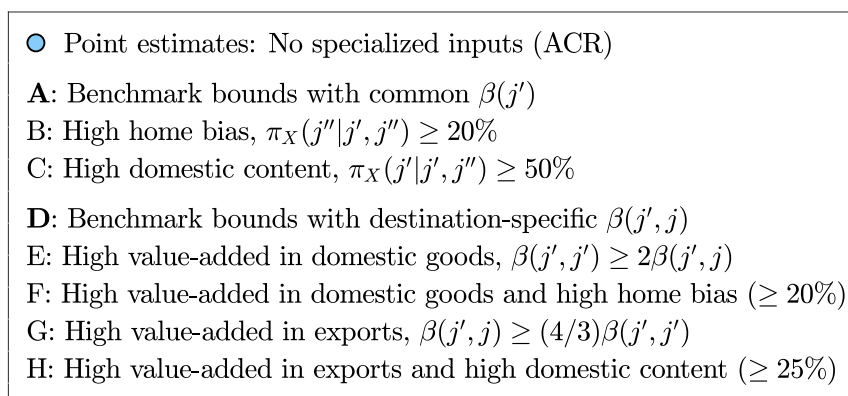 Point estimates: No specialized inputs (ACR)
A: Benchmark bounds with common β(j′)
B: High home bias, π_X(j″|j′, j″) ≥ 20%
C: High domestic content, π_X(j′|j′, j″) ≥ 50%
D: Benchmark bounds with destination-specific β(j′, j)
E: High value-added in domestic goods, β(j′, j′) ≥ 2β(j′, j)
F: High value-added in domestic goods and high home bias (≥ 20%)
G: High value-added in exports, β(j′, j) ≥ (4/3)β(j′, j′)
H: High value-added in exports and high domestic content (≥ 25%)